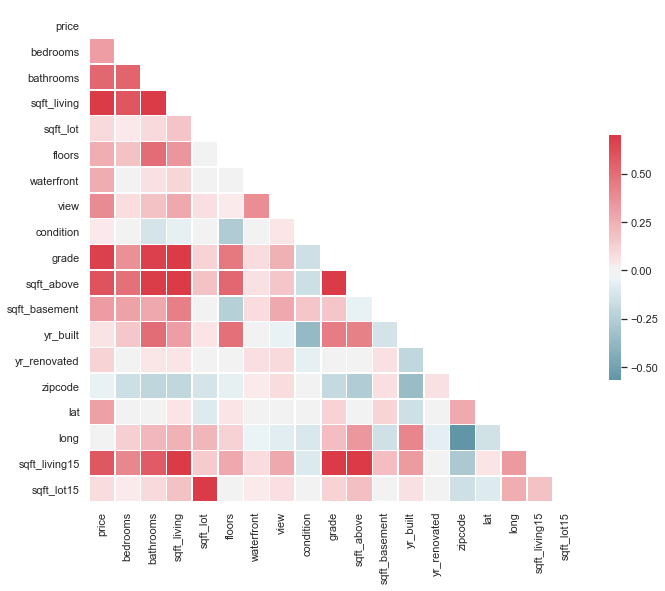 price
bedrooms
bathrooms
sqft_living
sqft_lot
floors
waterfront
view
condition
grade
sqft_above
sqft_basement
yr_built
yr_renovated
zipcode
lat
long
sqft_living15
sqft_lot15
0.50
0.25
0.00
−0.25
−0.50
price
bedrooms
bathrooms
sqft_living
sqft_lot
floors
waterfront
view
condition
grade
sqft_above
sqft_basement
yr_built
yr_renovated
zipcode
lat
long
sqft_living15
sqft_lot15